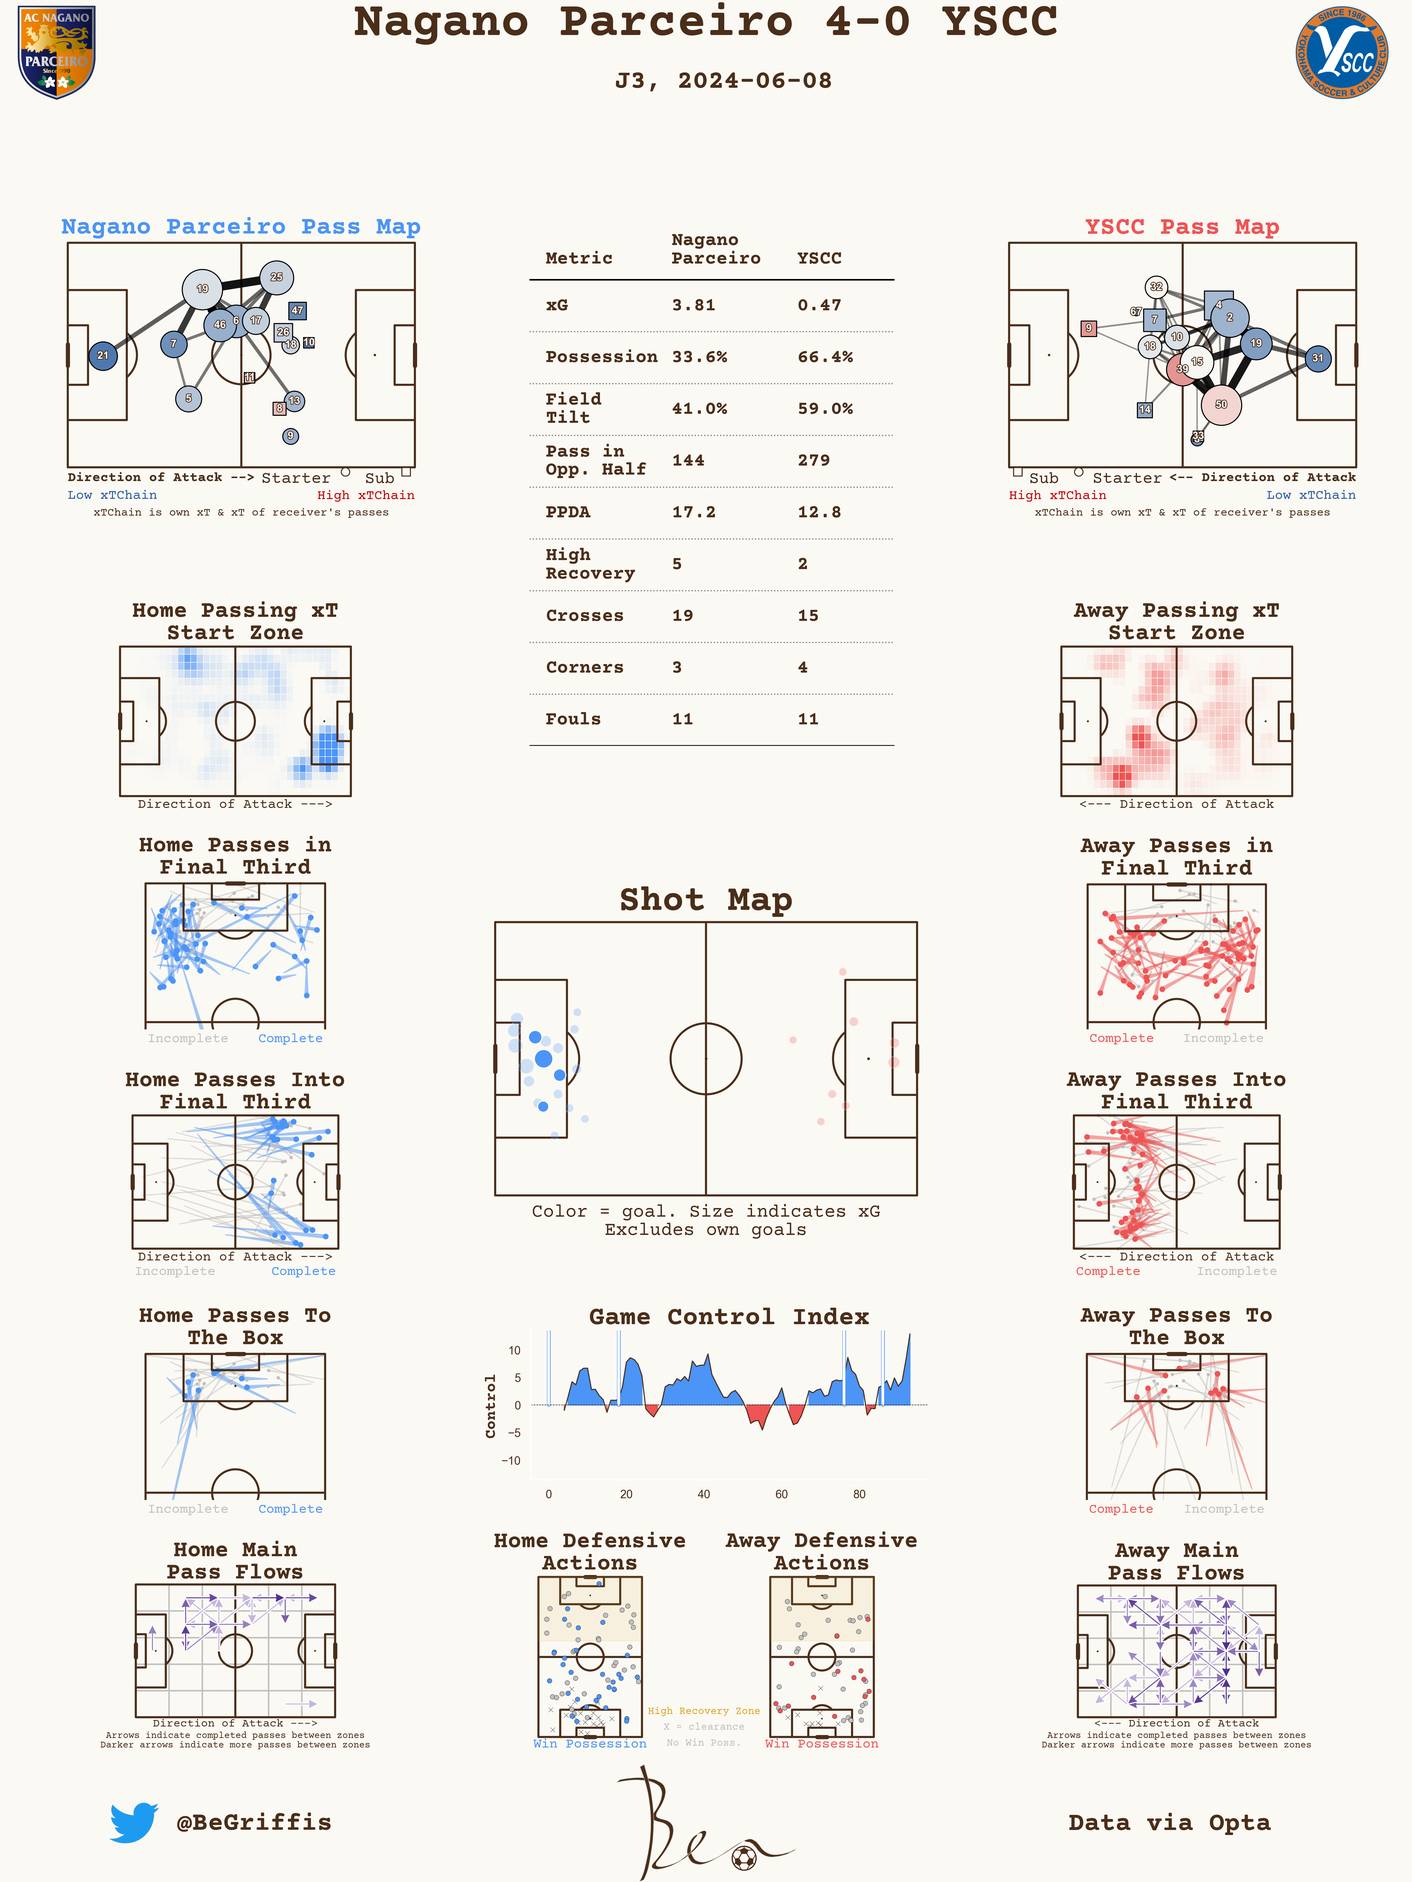 Nagano Parceiro 4-0 YSCC
J3, 2024-06-08
AC NAGANO
PARCEIRO
SINCE 1986
YOKOHAMA SOCCER & CULTURE CLUB
YSCC
Nagano Parceiro Pass Map
19
25
47
46
6
17
26
18
10
7
21
11
5
8
13
9
Direction of Attack --> Starter Sub
Low xTChain High xTChain
xTChain is own xT & xT of receiver's passes
Metric Nagano Parceiro YSCC
xG 3.81 0.47
Possession 33.6% 66.4%
Field Tilt 41.0% 59.0%
Pass in Opp. Half 144 279
PPDA 17.2 12.8
High Recovery 5 2
Crosses 19 15
Corners 3 4
Fouls 11 11
YSCC Pass Map
32
67
7
4
2
9
10
18
15
19
31
39
50
14
33
Sub Starter <-- Direction of Attack
High xTChain Low xTChain
xTChain is own xT & xT of receiver's passes
Home Passing xT
Start Zone
Direction of Attack --->
Away Passing xT
Start Zone
<--- Direction of Attack
Home Passes in
Final Third
Incomplete Complete
Away Passes in
Final Third
Complete Incomplete
Shot Map
Color = goal. Size indicates xG
Excludes own goals
Home Passes Into
Final Third
Direction of Attack --->
Incomplete Complete
Away Passes Into
Final Third
<--- Direction of Attack
Complete Incomplete
Home Passes To
The Box
Incomplete Complete
Game Control Index
Control
10
5
0
−5
−10
0 20 40 60 80
Away Passes To
The Box
Complete Incomplete
Home Main
Pass Flows
Direction of Attack --->
Arrows indicate completed passes between zones
Darker arrows indicate more passes between zones
Home Defensive
Actions
Win Possession
High Recovery Zone
X = clearance
No Win Poss.
Away Defensive
Actions
Win Possession
Away Main
Pass Flows
<--- Direction of Attack
Arrows indicate completed passes between zones
Darker arrows indicate more passes between zones
@BeGriffis
Ben
Data via Opta